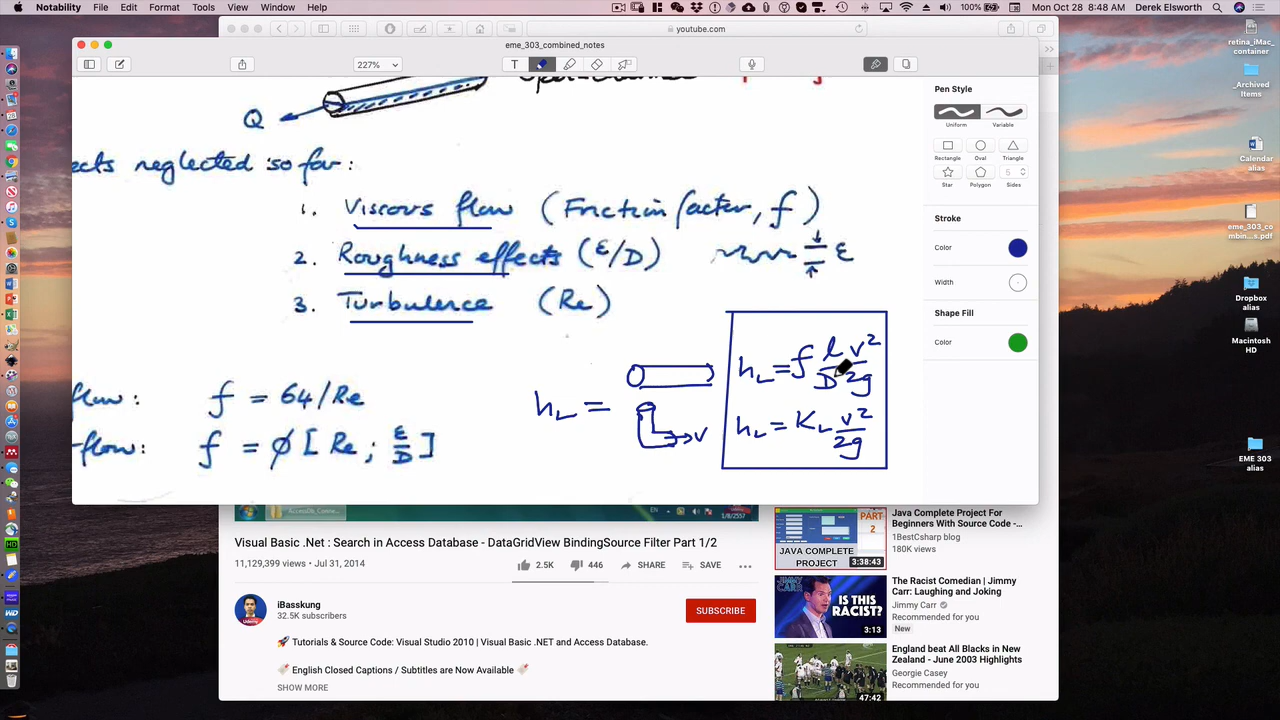 Notability File Edit Format Tools View Window Help
100% Mon Oct 28 8:48 AM Derek Elsworth
youtube.com
eme_303_combined_notes
227%
T
Pen Style
Uniform Variable
Rectangle Oval Triangle
Star Polygon 5 Sides
Stroke
Color
Width
Shape Fill
Color
Q
ects neglected so far:
1. Viscous flow (Friction factor, f)
2. Roughness effects (ε/D) ε
3. Turbulence (Re)
flow: f = 64/Re
-flow: f = ϕ [Re; ε/D]
h_L =
V
h_L = f l/D v²/2g
h_L = K_L v²/2g
retina_iMac_container
_Archived Items
Calendar alias
eme_303_combin...s.pdf
Dropbox alias
Macintosh HD
EME 303 alias
EN 1/8/2557
Visual Basic .Net : Search in Access Database - DataGridView BindingSource Filter Part 1/2
11,129,399 views • Jul 31, 2014
2.5K 446 SHARE SAVE
iBasskung
32.5K subscribers
SUBSCRIBE
🚀 Tutorials & Source Code: Visual Studio 2010 | Visual Basic .NET and Access Database.
English Closed Captions / Subtitles are Now Available
SHOW MORE
PART 2
JAVA COMPLETE PROJECT
3:38:43
Java Complete Project For Beginners With Source Code -...
1BestCsharp blog
180K views
IS THIS RACIST?
3:13
The Racist Comedian | Jimmy Carr: Laughing and Joking
Jimmy Carr
Recommended for you
New
47:42
England beat All Blacks in New Zealand - June 2003 Highlights
Georgie Casey
Recommended for you